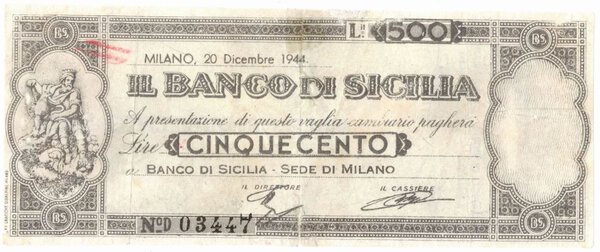 BS
L.RE 500
BS
MILANO, 20 Dicembre 1944.
IL BANCO DI SICILIA
A presentazione di questo vaglia cambiario pagherà
Lire CINQUECENTO
a BANCO DI SICILIA - SEDE DI MILANO
IL DIRETTORE
IL CASSIERE
BS
No.D 03447
BS